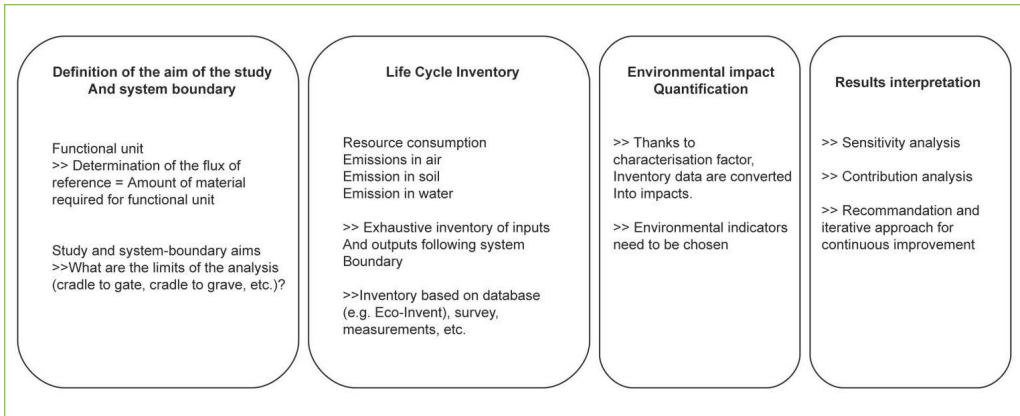 Definition of the aim of the study
And system boundary
Functional unit
>> Determination of the flux of
reference = Amount of material
required for functional unit
Study and system-boundary aims
>>What are the limits of the analysis
(cradle to gate, cradle to grave, etc.)?
Life Cycle Inventory
Resource consumption
Emissions in air
Emission in soil
Emission in water
>> Exhaustive inventory of inputs
And outputs following system
Boundary
>>Inventory based on database
(e.g. Eco-Invent), survey,
measurements, etc.
Environmental impact
Quantification
>> Thanks to
characterisation factor,
Inventory data are converted
Into impacts.
>> Environmental indicators
need to be chosen
Results interpretation
>> Sensitivity analysis
>> Contribution analysis
>> Recommandation and
iterative approach for
continuous improvement